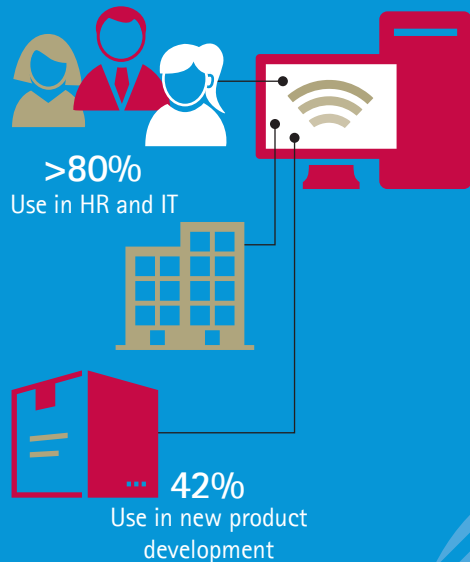 >80%
Use in HR and IT
42%
Use in new product
development